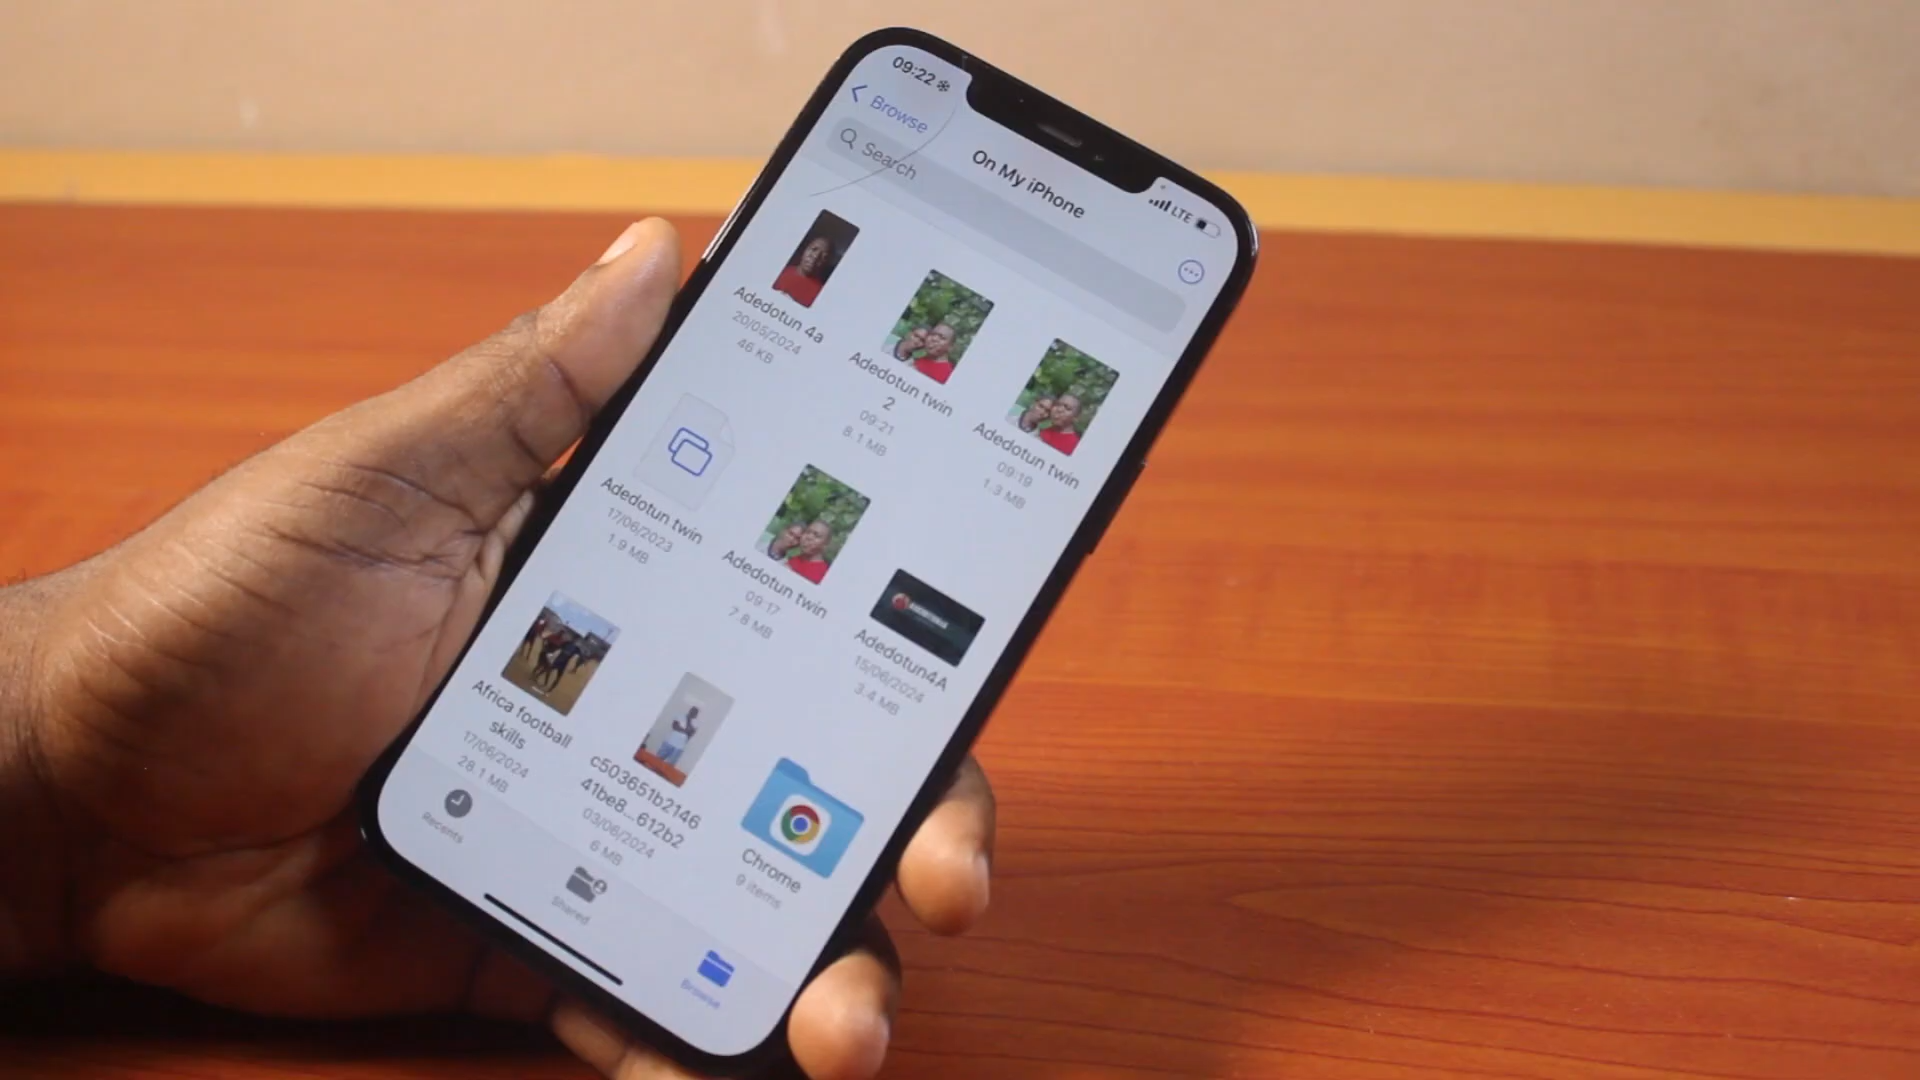 09:22
Browse
On My iPhone
LTE
Search
Adedotun 4a
20/05/2024
46 KB
Adedotun twin
2
09:21
8.1 MB
Adedotun twin
09:19
1.3 MB
Adedotun twin
17/06/2023
1.9 MB
Adedotun twin
09:17
7.8 MB
Adedotun4A
15/06/2024
3.4 MB
Africa football
skills
17/06/2024
28.1 MB
c503651b2146
41be8...612b2
03/06/2024
6 MB
Chrome
9 items
Recents
Shared
Browse